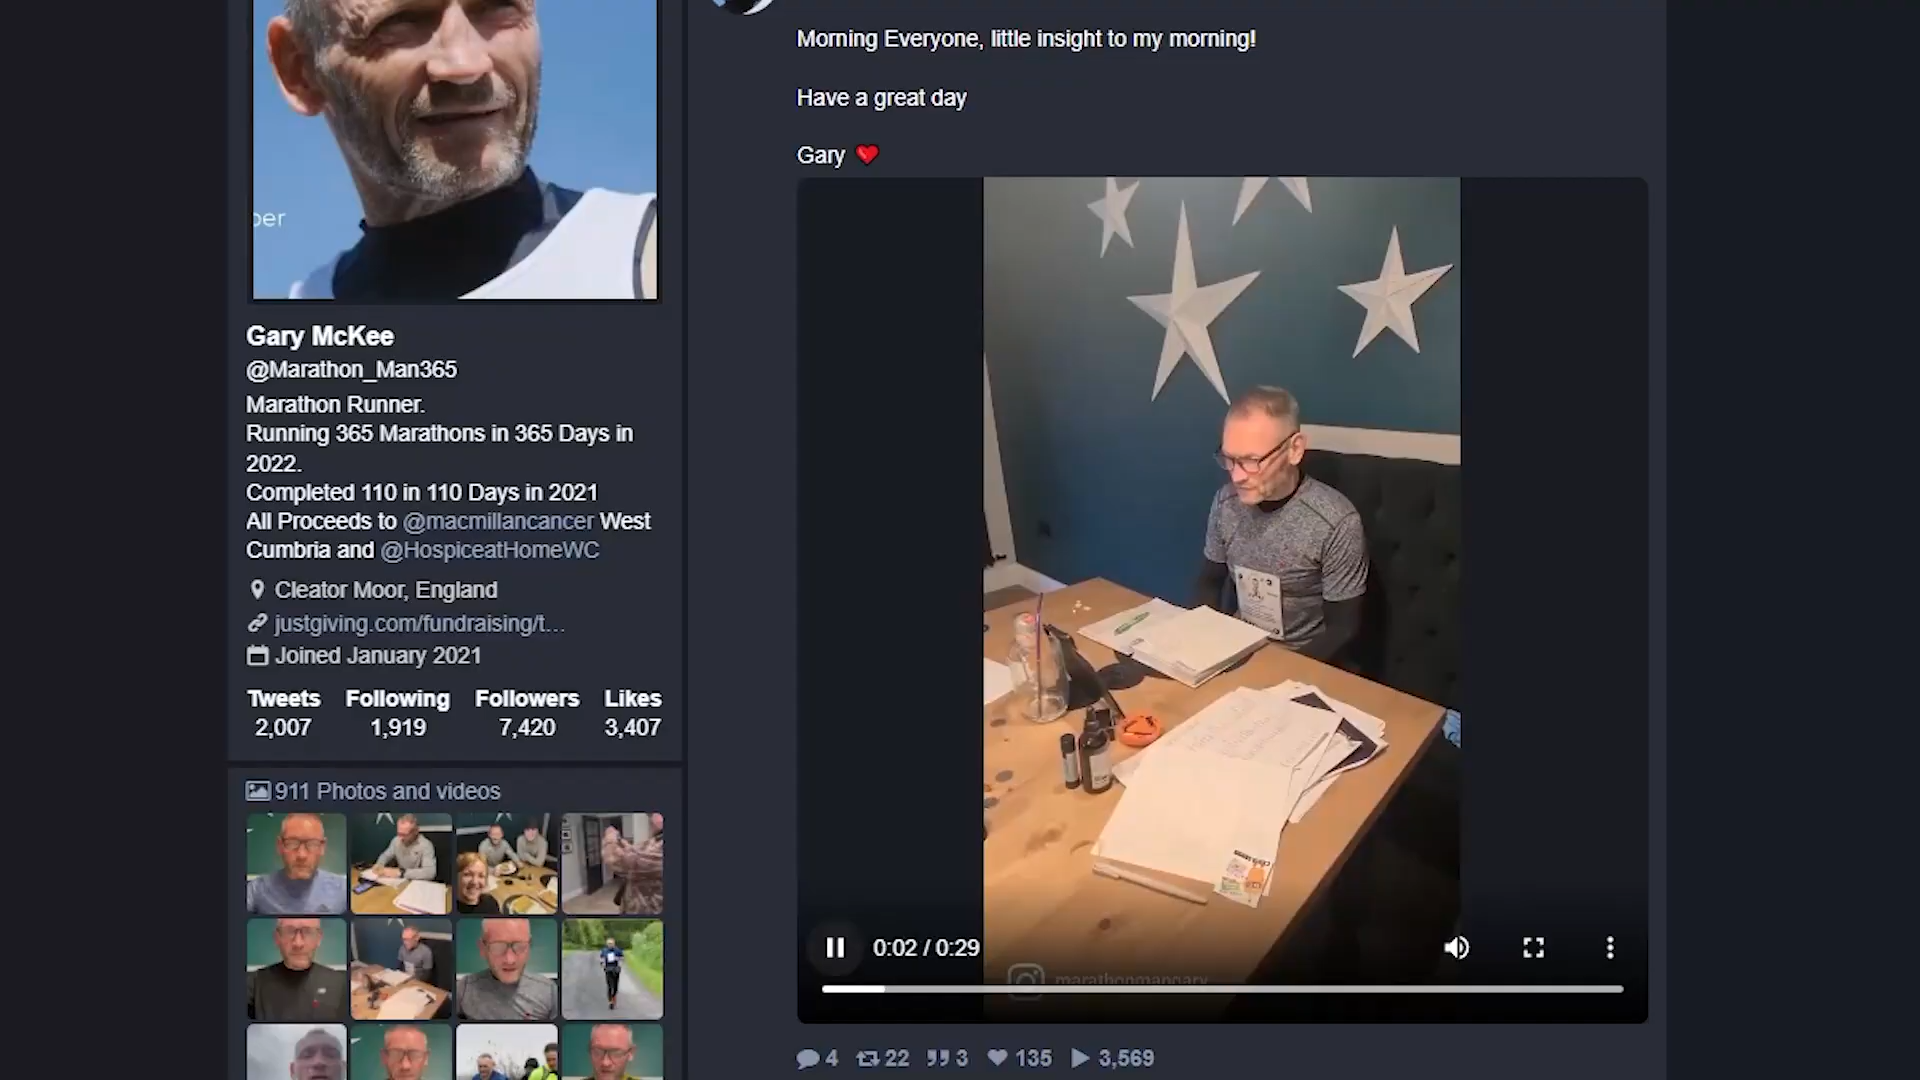 Morning Everyone, little insight to my morning!
Have a great day
Gary ❤️
ber
Gary McKee
@Marathon_Man365
Marathon Runner.
Running 365 Marathons in 365 Days in
2022.
Completed 110 in 110 Days in 2021
All Proceeds to @macmillancancer West
Cumbria and @HospiceatHomeWC
Cleator Moor, England
justgiving.com/fundraising/t...
Joined January 2021
Tweets Following Followers Likes
2,007 1,919 7,420 3,407
911 Photos and videos
0:02 / 0:29
marathonmangary
4 22 3 135 3,569